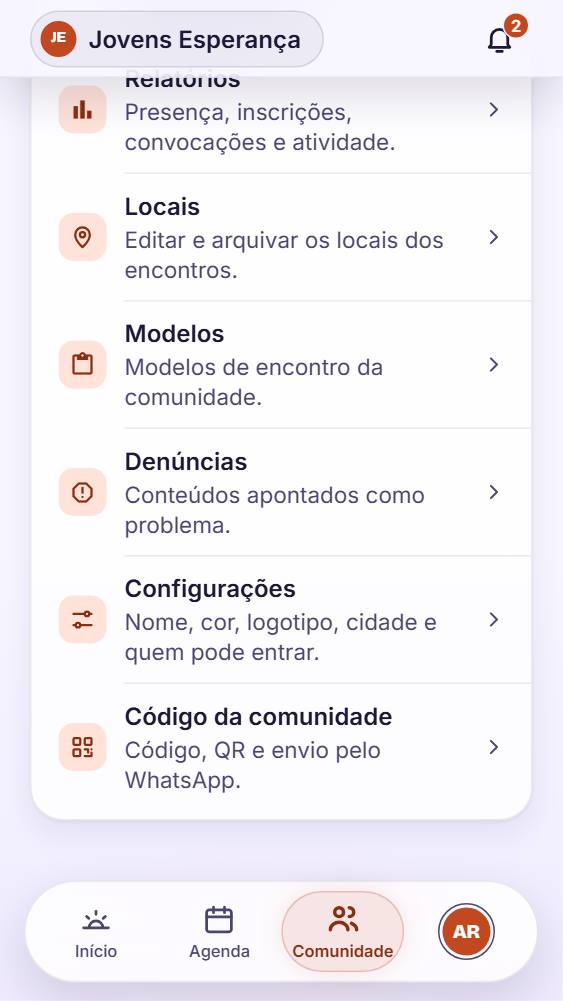 JE Jovens Esperança 2
Relatórios
Presença, inscrições,
convocações e atividade.
Locais
Editar e arquivar os locais dos
encontros.
Modelos
Modelos de encontro da
comunidade.
Denúncias
Conteúdos apontados como
problema.
Configurações
Nome, cor, logotipo, cidade e
quem pode entrar.
Código da comunidade
Código, QR e envio pelo
WhatsApp.
Início Agenda Comunidade AR